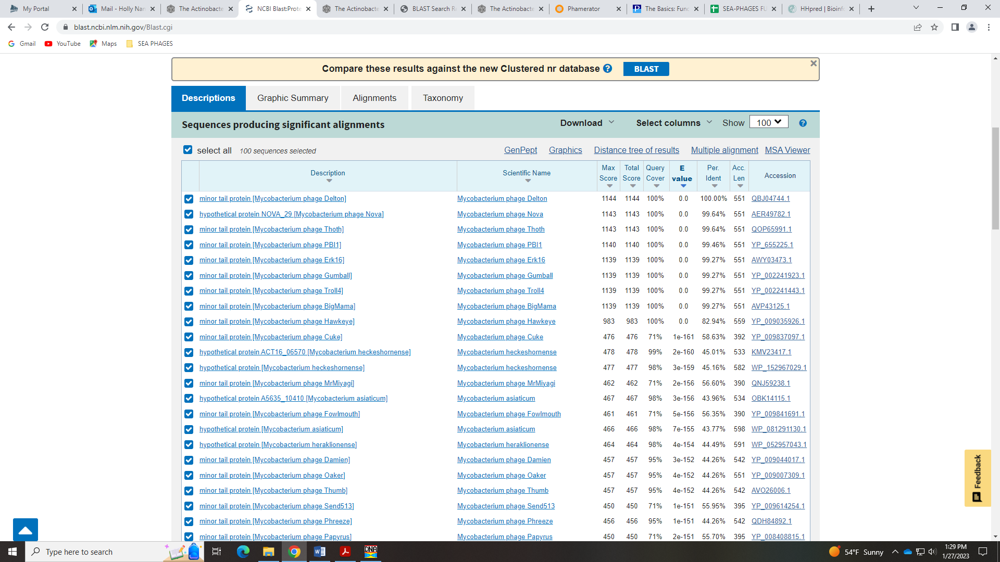 My Portal
Mail - Holly Nan
The Actinobacte
NCBI Blast:Prote
The Actinobacte
BLAST Search Re
The Actinobacte
Phamerator
The Basics: Func
SEA-PHAGES FU
HHpred | Bioinfo
blast.ncbi.nlm.nih.gov/Blast.cgi
Gmail YouTube Maps SEA PHAGES
Compare these results against the new Clustered nr database ? BLAST
Descriptions Graphic Summary Alignments Taxonomy
Sequences producing significant alignments Download Select columns Show 100 ?
select all 100 sequences selected GenPept Graphics Distance tree of results Multiple alignment MSA Viewer
Description Scientific Name Max Score Total Score Query Cover E value Per. Ident Acc. Len Accession
minor tail protein [Mycobacterium phage Delton] Mycobacterium phage Delton 1144 1144 100% 0.0 100.00% 551 QBJ04744.1
hypothetical protein NOVA_29 [Mycobacterium phage Nova] Mycobacterium phage Nova 1143 1143 100% 0.0 99.64% 551 AER49782.1
minor tail protein [Mycobacterium phage Thoth] Mycobacterium phage Thoth 1143 1143 100% 0.0 99.64% 551 QOP65991.1
minor tail protein [Mycobacterium phage PBI1] Mycobacterium phage PBI1 1140 1140 100% 0.0 99.46% 551 YP_655225.1
minor tail protein [Mycobacterium phage Erk16] Mycobacterium phage Erk16 1139 1139 100% 0.0 99.27% 551 AWY03473.1
minor tail protein [Mycobacterium phage Gumball] Mycobacterium phage Gumball 1139 1139 100% 0.0 99.27% 551 YP_002241923.1
minor tail protein [Mycobacterium phage Troll4] Mycobacterium phage Troll4 1139 1139 100% 0.0 99.27% 551 YP_002241443.1
minor tail protein [Mycobacterium phage BigMama] Mycobacterium phage BigMama 1139 1139 100% 0.0 99.27% 551 AVP43125.1
minor tail protein [Mycobacterium phage Hawkeye] Mycobacterium phage Hawkeye 983 983 100% 0.0 82.94% 559 YP_009035926.1
minor tail protein [Mycobacterium phage Cuke] Mycobacterium phage Cuke 476 476 71% 1e-161 58.63% 392 YP_009837097.1
hypothetical protein ACT16_06570 [Mycobacterium heckeshornense] Mycobacterium heckeshornense 478 478 99% 2e-160 45.01% 533 KMV23417.1
hypothetical protein [Mycobacterium heckeshornense] Mycobacterium heckeshornense 477 477 98% 3e-159 45.16% 582 WP_152967029.1
minor tail protein [Mycobacterium phage MrMiyagi] Mycobacterium phage MrMiyagi 462 462 71% 2e-156 56.60% 390 QNJ59238.1
hypothetical protein A5635_10410 [Mycobacterium asiaticum] Mycobacterium asiaticum 467 467 98% 3e-156 43.96% 534 OBK14115.1
minor tail protein [Mycobacterium phage Fowlmouth] Mycobacterium phage Fowlmouth 461 461 71% 5e-156 56.35% 390 YP_009841691.1
hypothetical protein [Mycobacterium asiaticum] Mycobacterium asiaticum 466 466 98% 7e-155 43.77% 598 WP_081291130.1
hypothetical protein [Mycobacterium heraklionense] Mycobacterium heraklionense 464 464 98% 4e-154 44.49% 591 WP_052957043.1
minor tail protein [Mycobacterium phage Damien] Mycobacterium phage Damien 457 457 95% 3e-152 44.26% 542 YP_009044017.1
minor tail protein [Mycobacterium phage Oaker] Mycobacterium phage Oaker 457 457 95% 4e-152 44.26% 551 YP_009007309.1
minor tail protein [Mycobacterium phage Thumb] Mycobacterium phage Thumb 457 457 95% 4e-152 44.26% 542 AVO26006.1
minor tail protein [Mycobacterium phage Send513] Mycobacterium phage Send513 450 450 71% 1e-151 55.95% 395 YP_009614254.1
minor tail protein [Mycobacterium phage Phreeze] Mycobacterium phage Phreeze 456 456 95% 1e-151 44.26% 542 QDH84892.1
minor tail protein [Mycobacterium phage Papyrus] Mycobacterium phage Papyrus 450 450 71% 2e-151 55.70% 395 YP_008408815.1
Feedback
Type here to search
DNA
54°F Sunny
1:29 PM
1/27/2023